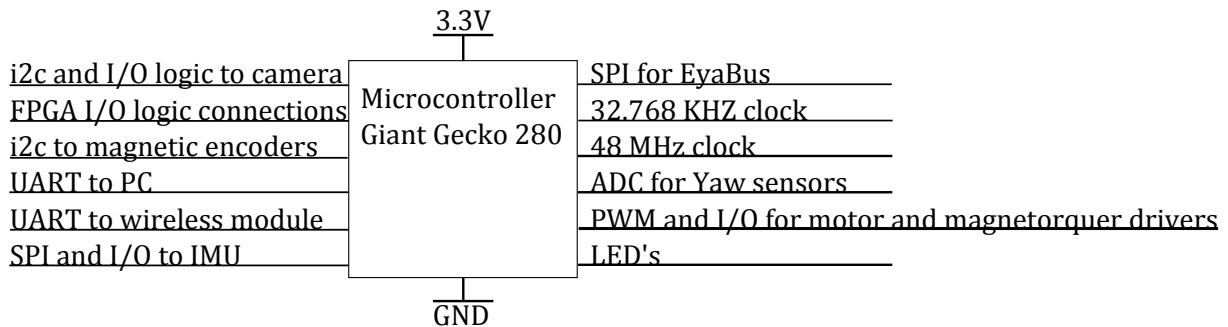 3.3V
i2c and I/O logic to camera
FPGA I/O logic connections
i2c to magnetic encoders
UART to PC
UART to wireless module
SPI and I/O to IMU
Microcontroller
Giant Gecko 280
SPI for EyaBus
32.768 KHZ clock
48 MHz clock
ADC for Yaw sensors
PWM and I/O for motor and magnetorquer drivers
LED's
GND